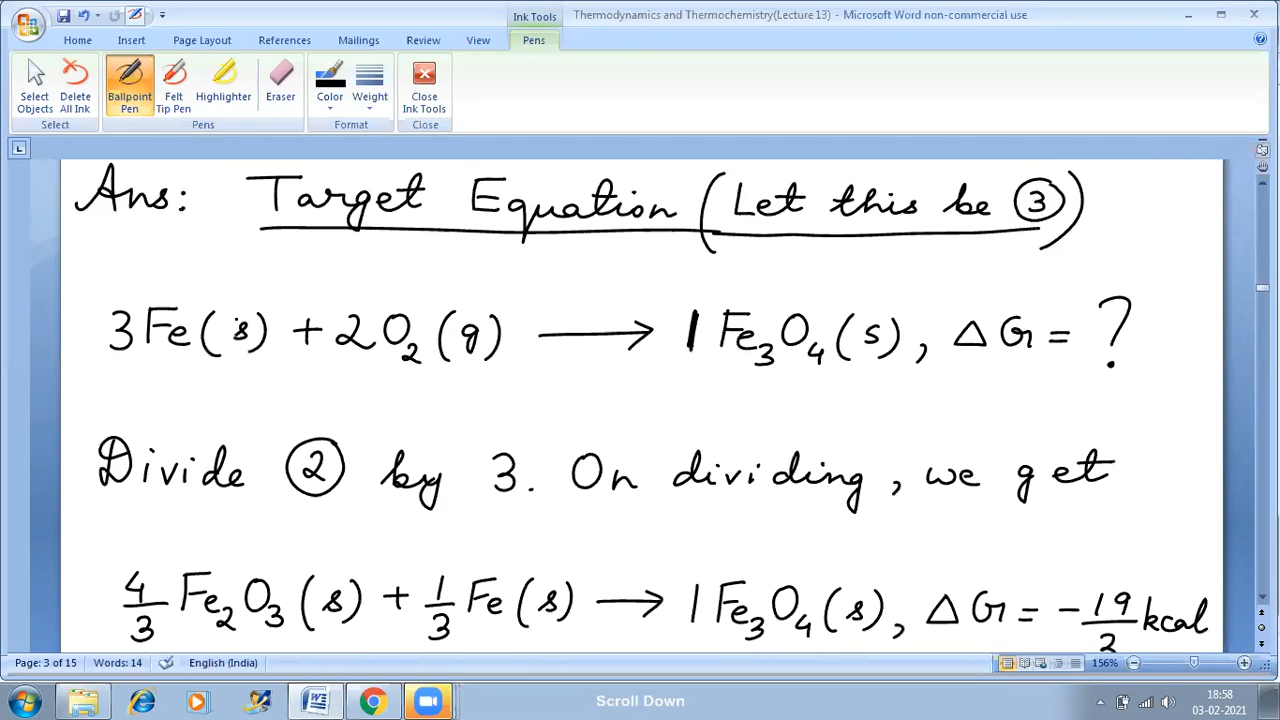 Ink Tools
Thermodynamics and Thermochemistry(Lecture 13) - Microsoft Word non-commercial use
Home Insert Page Layout References Mailings Review View Pens
Select Objects
Delete All Ink
Ballpoint Pen
Felt Tip Pen
Highlighter
Eraser
Color
Weight
Close Ink Tools
Select Pens Format Close
Ans: Target Equation (Let this be ③)
3Fe(s) + 2O₂(g) ⟶ 1 Fe₃O₄(s), ΔG = ?
Divide ② by 3. On dividing, we get
4/3 Fe₂O₃(s) + 1/3 Fe(s) ⟶ 1 Fe₃O₄(s), ΔG = -19/3 kcal
Page: 3 of 15 Words: 14 English (India) 156%
Scroll Down
18:58
03-02-2021